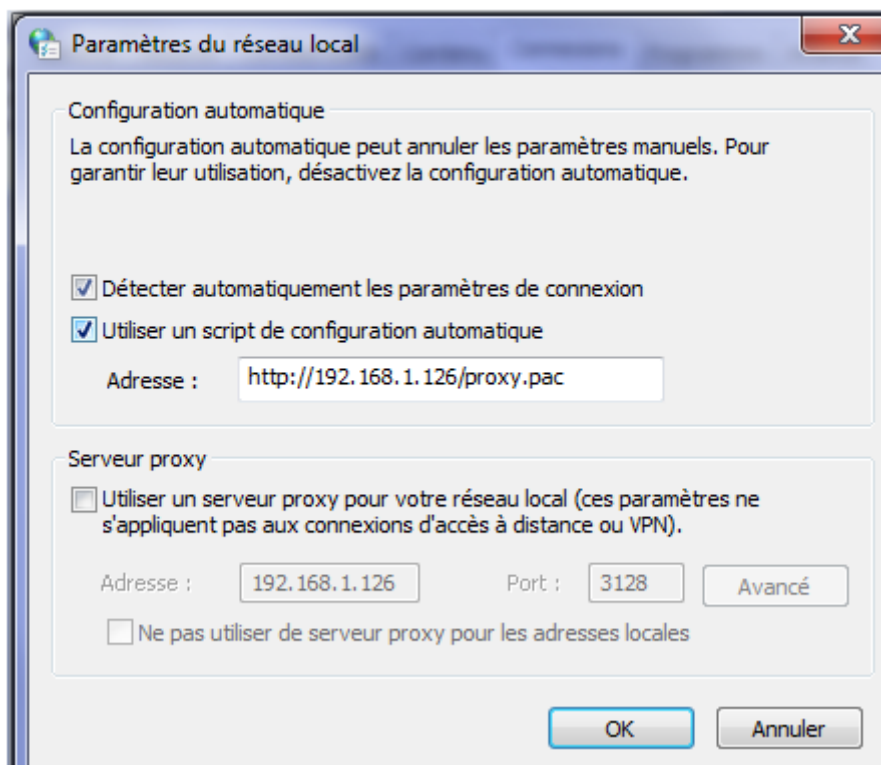 Paramètres du réseau local
Configuration automatique
La configuration automatique peut annuler les paramètres manuels. Pour
garantir leur utilisation, désactivez la configuration automatique.
Détecter automatiquement les paramètres de connexion
Utiliser un script de configuration automatique
Adresse : http://192.168.1.126/proxy.pac
Serveur proxy
Utiliser un serveur proxy pour votre réseau local (ces paramètres ne
s'appliquent pas aux connexions d'accès à distance ou VPN).
Adresse : 192.168.1.126 Port : 3128 Avancé
Ne pas utiliser de serveur proxy pour les adresses locales
OK Annuler